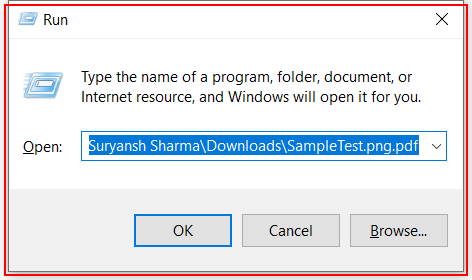 Run
Type the name of a program, folder, document, or
Internet resource, and Windows will open it for you.
Open: Suryansh Sharma\Downloads\SampleTest.png.pdf
OK Cancel Browse...